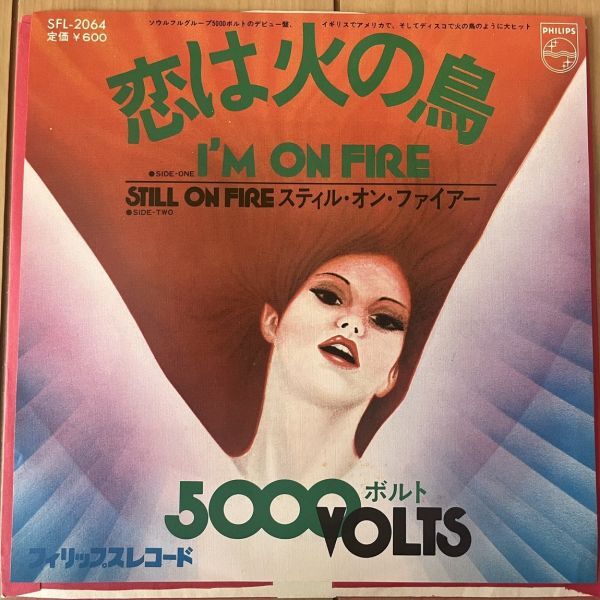 SFL-2064
定価￥600
ソウルフルグループ5000ボルトのデビュー盤、 イギリスでアメリカで、そしてディスコで火の鳥のように大ヒット
PHILIPS
恋は火の鳥
●SIDE-ONE I'M ON FIRE
STILL ON FIRE スティル・オン・ファイアー
●SIDE-TWO
5000ボルト
VOLTS
フィリップスレコード